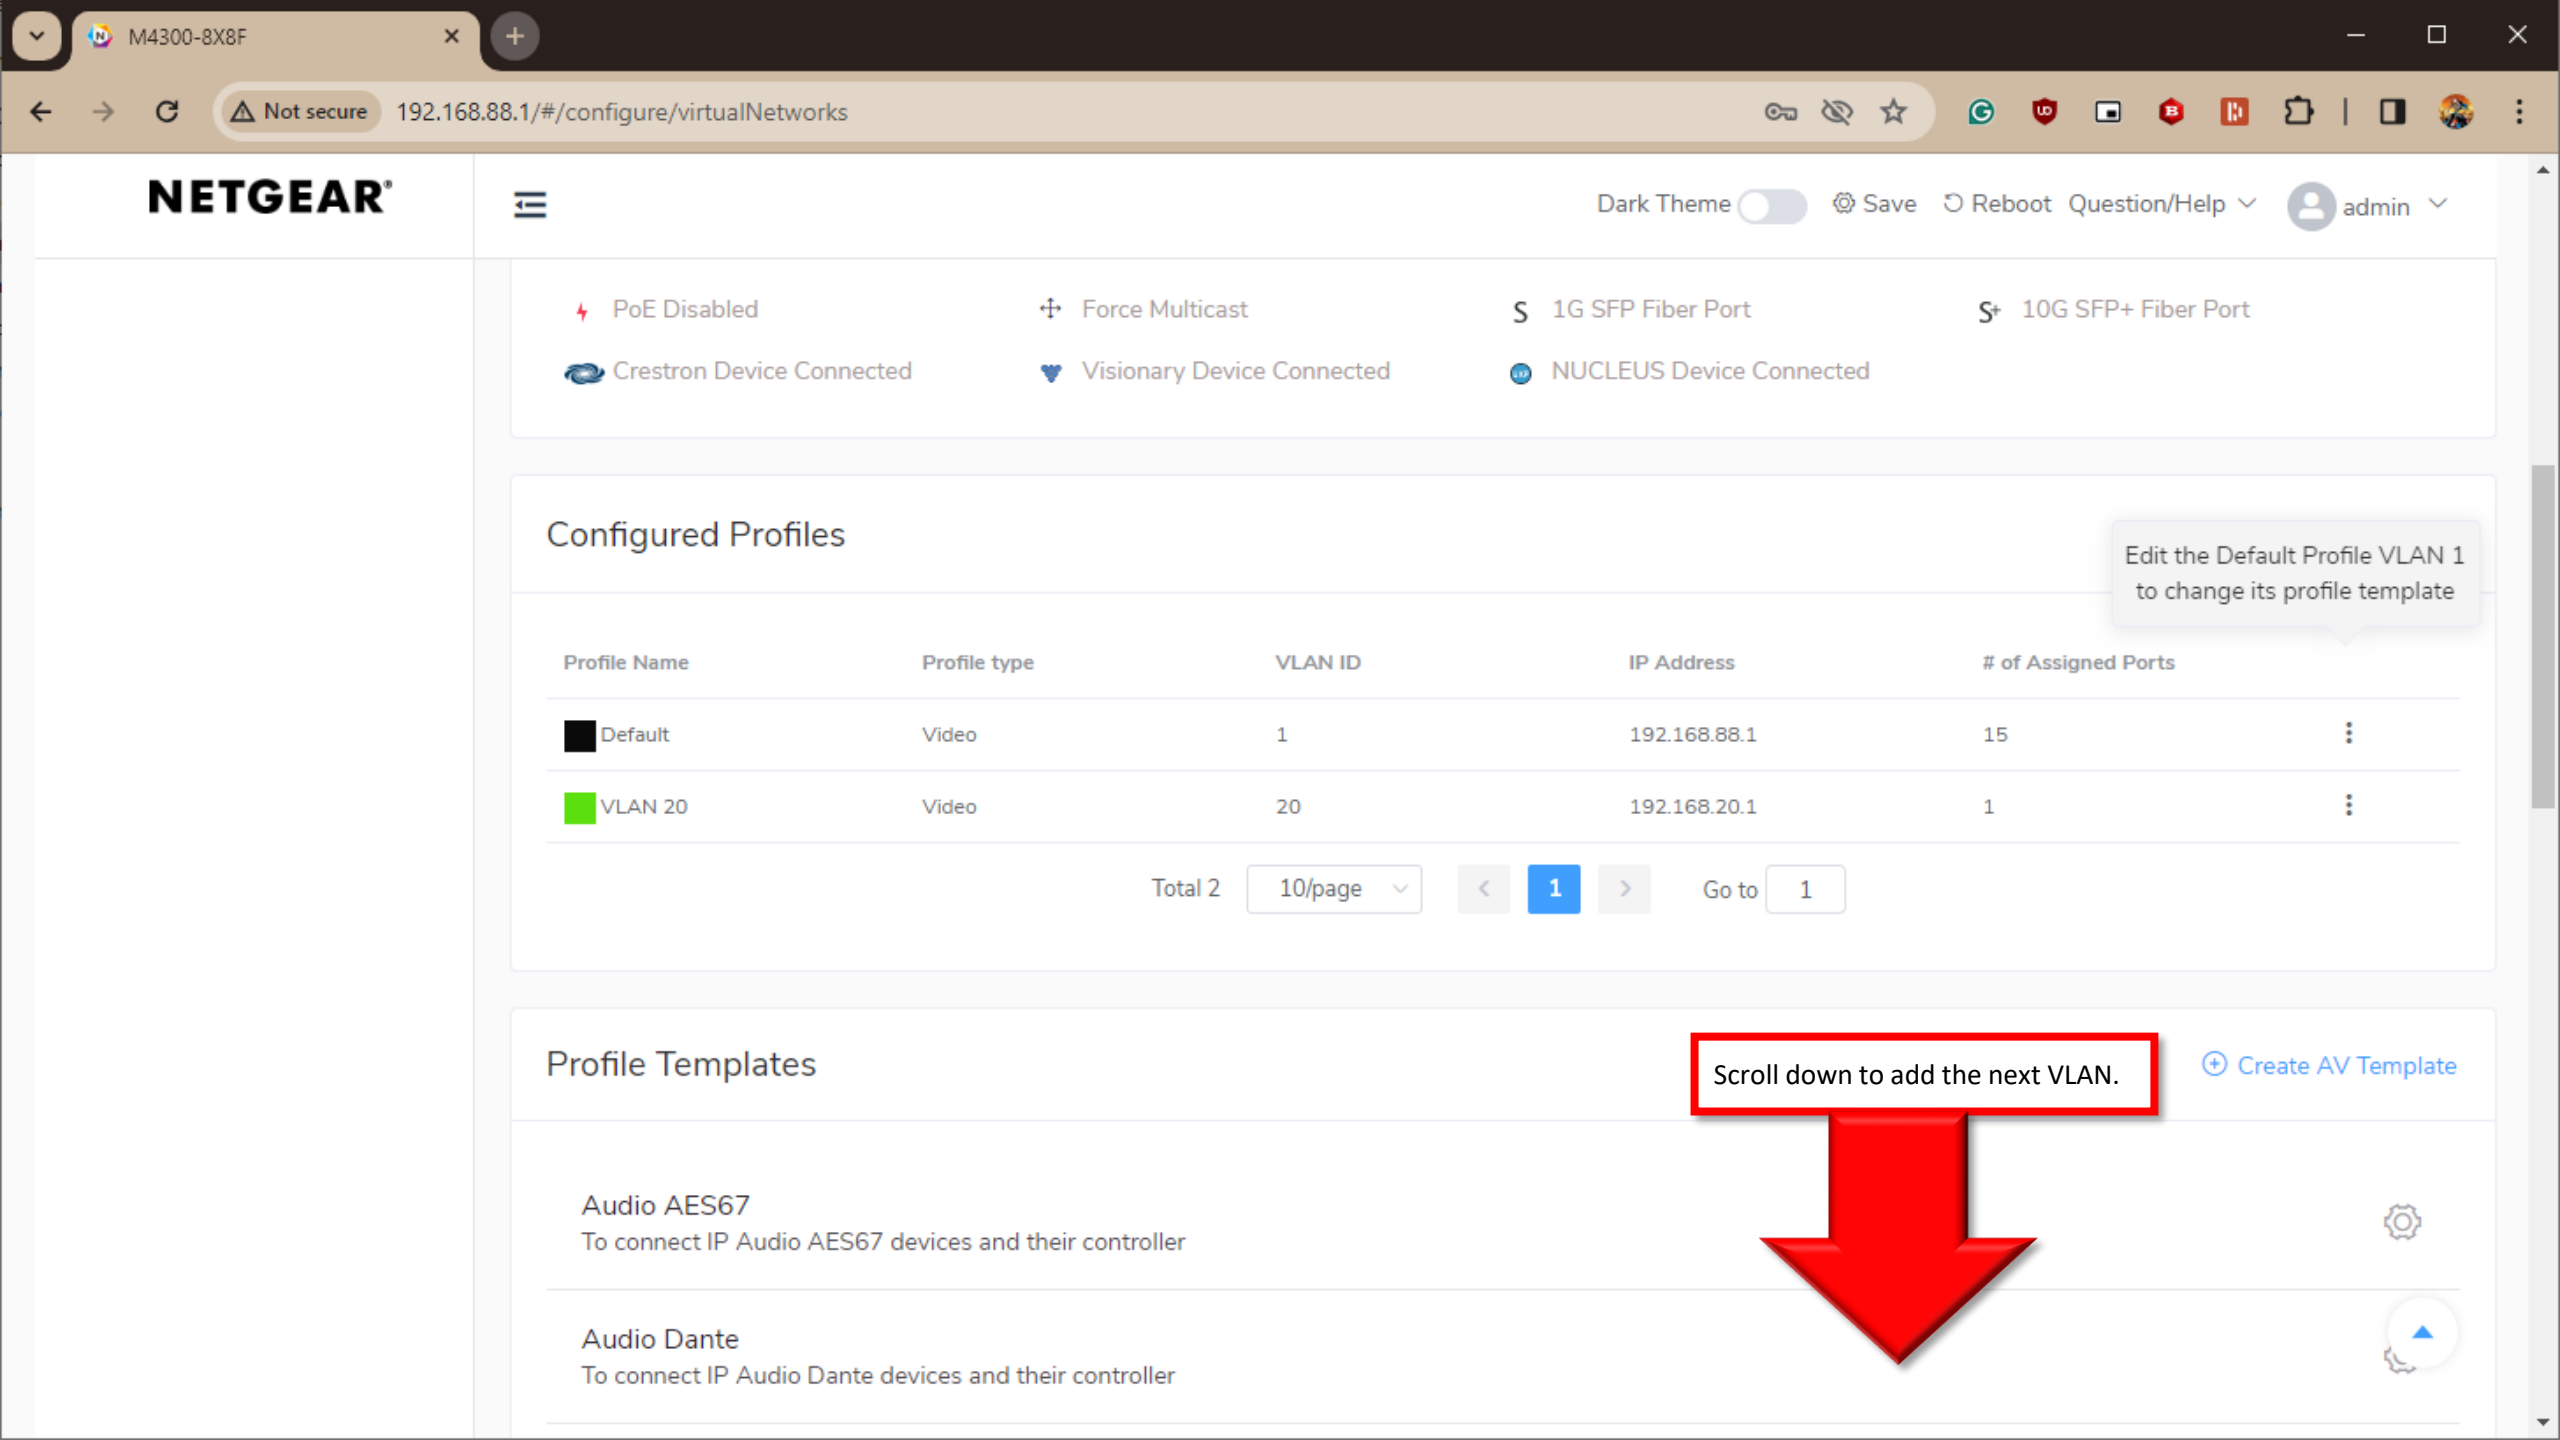 M4300-8X8F
Not secure 192.168.88.1/#/configure/virtualNetworks
NETGEAR®
Dark Theme Save Reboot Question/Help admin
PoE Disabled Force Multicast S 1G SFP Fiber Port S+ 10G SFP+ Fiber Port
Crestron Device Connected Visionary Device Connected NUCLEUS Device Connected
Configured Profiles
Edit the Default Profile VLAN 1
to change its profile template
Profile Name Profile type VLAN ID IP Address # of Assigned Ports
Default Video 1 192.168.88.1 15
VLAN 20 Video 20 192.168.20.1 1
Total 2 10/page < 1 > Go to 1
Profile Templates
Scroll down to add the next VLAN.
Create AV Template
Audio AES67
To connect IP Audio AES67 devices and their controller
Audio Dante
To connect IP Audio Dante devices and their controller